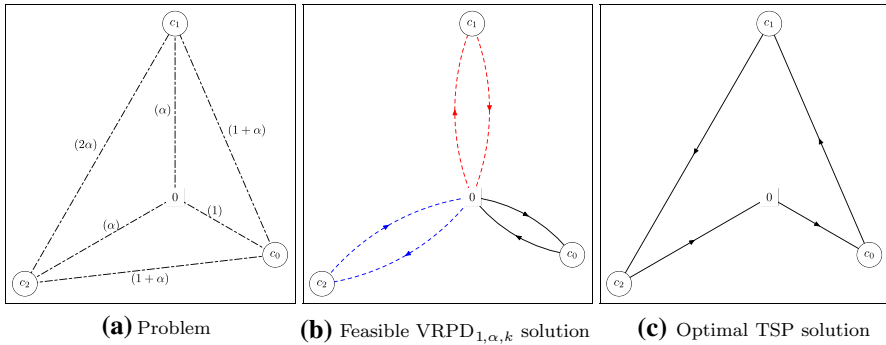 c₁
(α)
(2α)
(1 + α)
0
(1)
(α)
c₀
c₂
(1 + α)
(a) Problem
c₁
0
c₀
c₂
(b) Feasible VRPD₁,α,k solution
c₁
0
c₀
c₂
(c) Optimal TSP solution